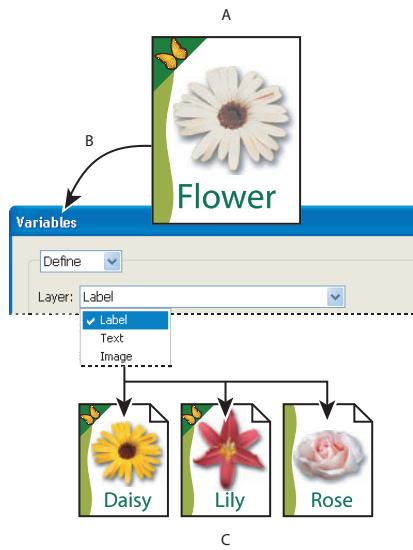 A
B
Flower
Variables
Define
Layer: Label
Label
Text
Image
Daisy Lily Rose
C